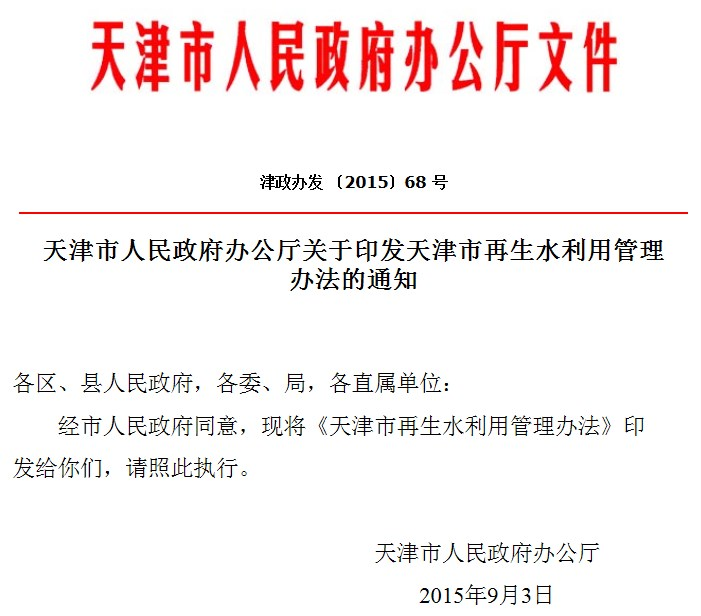 天津市人民政府办公厅文件
津政办发〔2015〕68 号
天津市人民政府办公厅关于印发天津市再生水利用管理
办法的通知
各区、县人民政府，各委、局，各直属单位：
经市人民政府同意，现将《天津市再生水利用管理办法》印
发给你们，请照此执行。
天津市人民政府办公厅
2015年9月3日